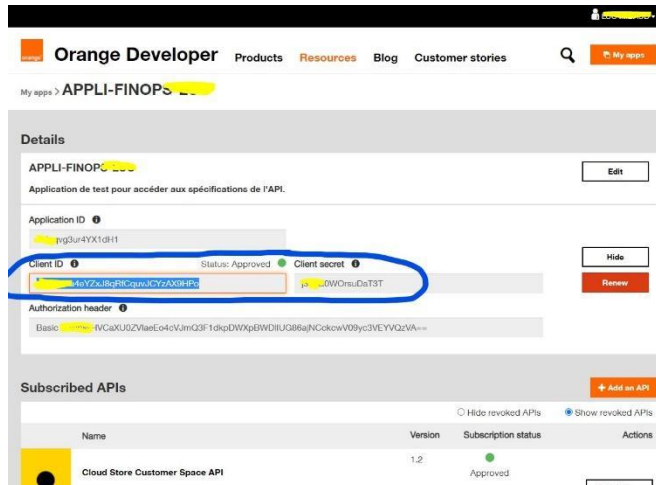 orange
Orange Developer Products Resources Blog Customer stories My apps
My apps > APPLI-FINOPS
Details
APPLI-FINOPS
Edit
Application de test pour accéder aux spécifications de l'API.
Application ID
Client ID Status: Approved Client secret
Hide
Renew
Authorization header
Basic
Subscribed APIs
+ Add an API
Hide revoked APIs Show revoked APIs
Name Version Subscription status Actions
Cloud Store Customer Space API 1.2 Approved